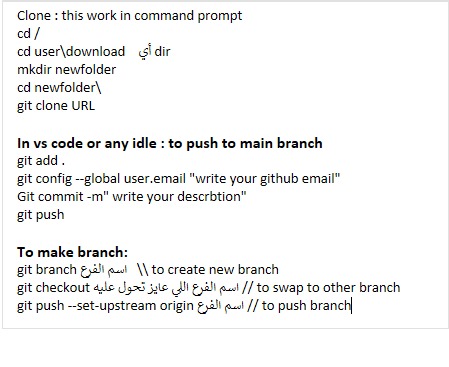 Clone : this work in command prompt
cd /
cd user\download أي dir
mkdir newfolder
cd newfolder\
git clone URL
In vs code or any idle : to push to main branch
git add .
git config --global user.email "write your github email"
Git commit -m" write your descrbtion"
git push
To make branch:
git branch اسم الفرع \\ to create new branch
git checkout اسم الفرع اللي عايز تحول عليه // to swap to other branch
git push --set-upstream origin اسم الفرع // to push branch